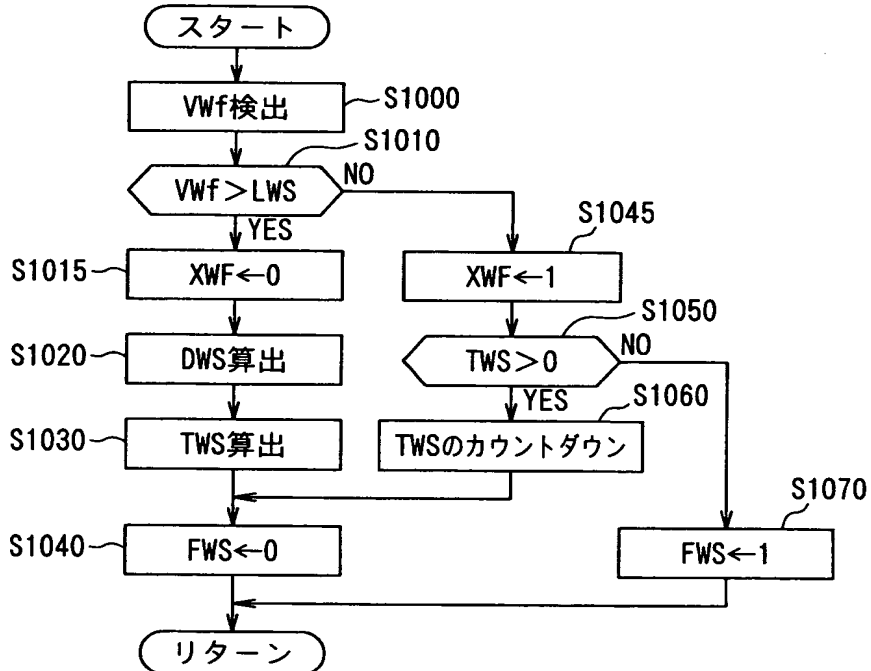 スタート
VWf検出
S1000
S1010
VWf＞LWS
NO
YES
S1015
XWF←0
S1045
XWF←1
S1020
DWS算出
S1050
TWS＞0
NO
YES
S1060
S1030
TWS算出
TWSのカウントダウン
S1040
FWS←0
S1070
FWS←1
リターン